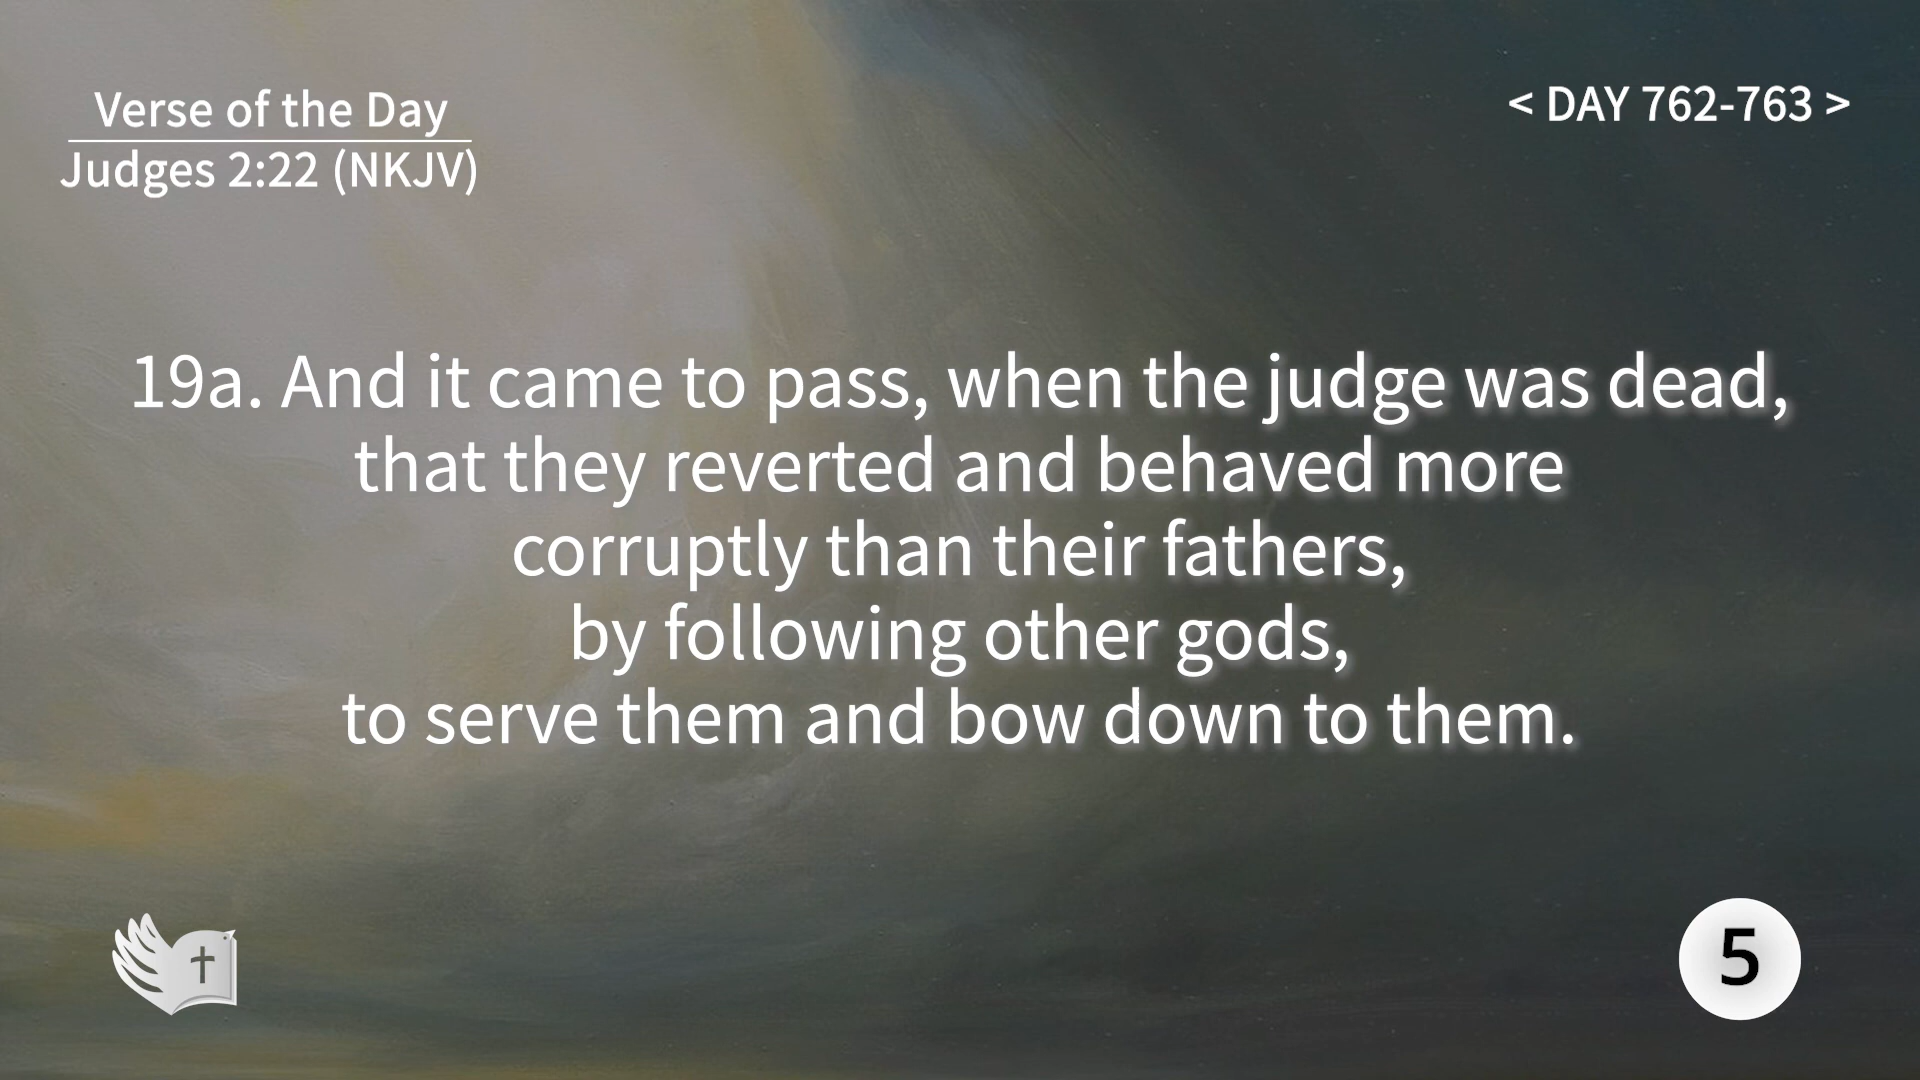 Verse of the Day
Judges 2:22 (NKJV)
< DAY 762-763 >
19a. And it came to pass, when the judge was dead,
that they reverted and behaved more
corruptly than their fathers,
by following other gods,
to serve them and bow down to them.
5